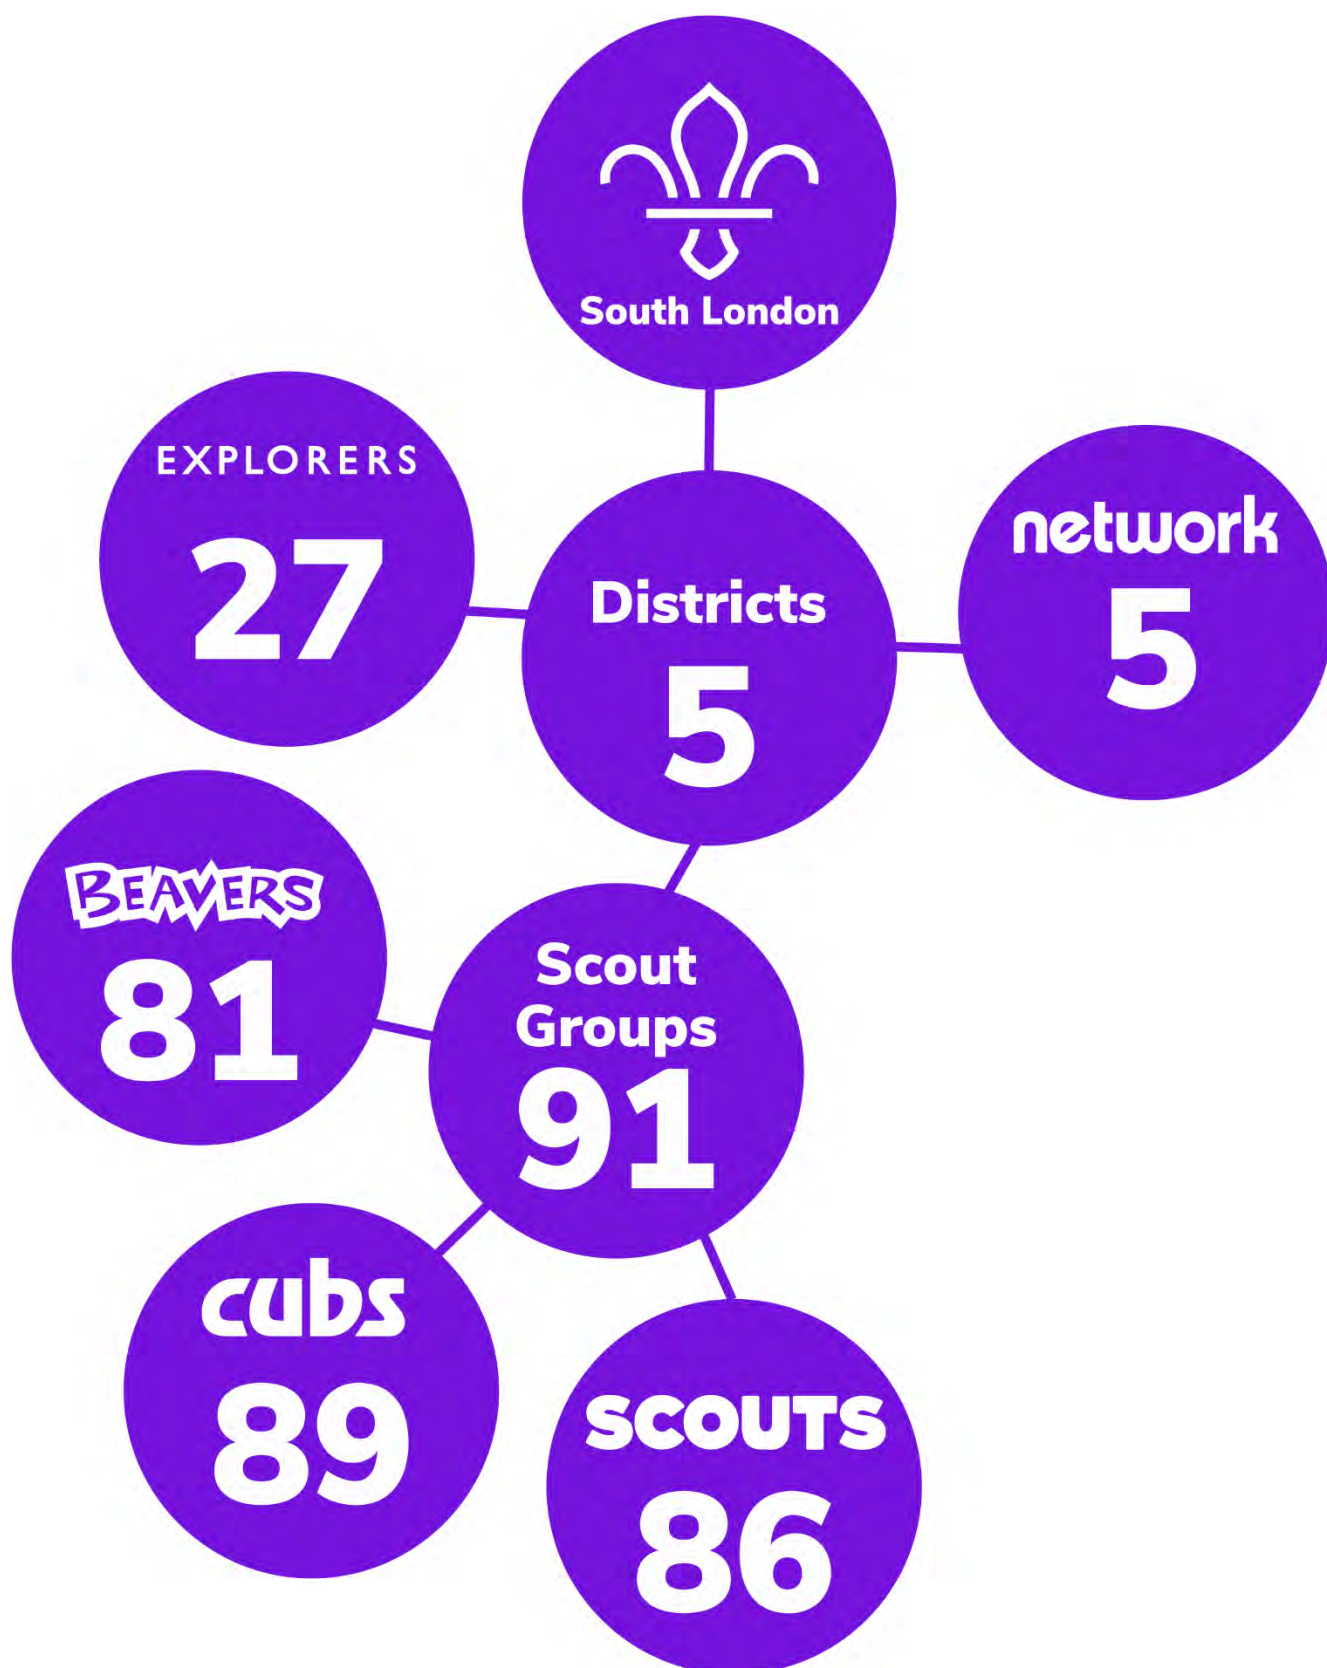 South London
EXPLORERS
27
Districts
5
network
5
BEAVERS
81
Scout
Groups
91
cubs
89
SCOUTS
86